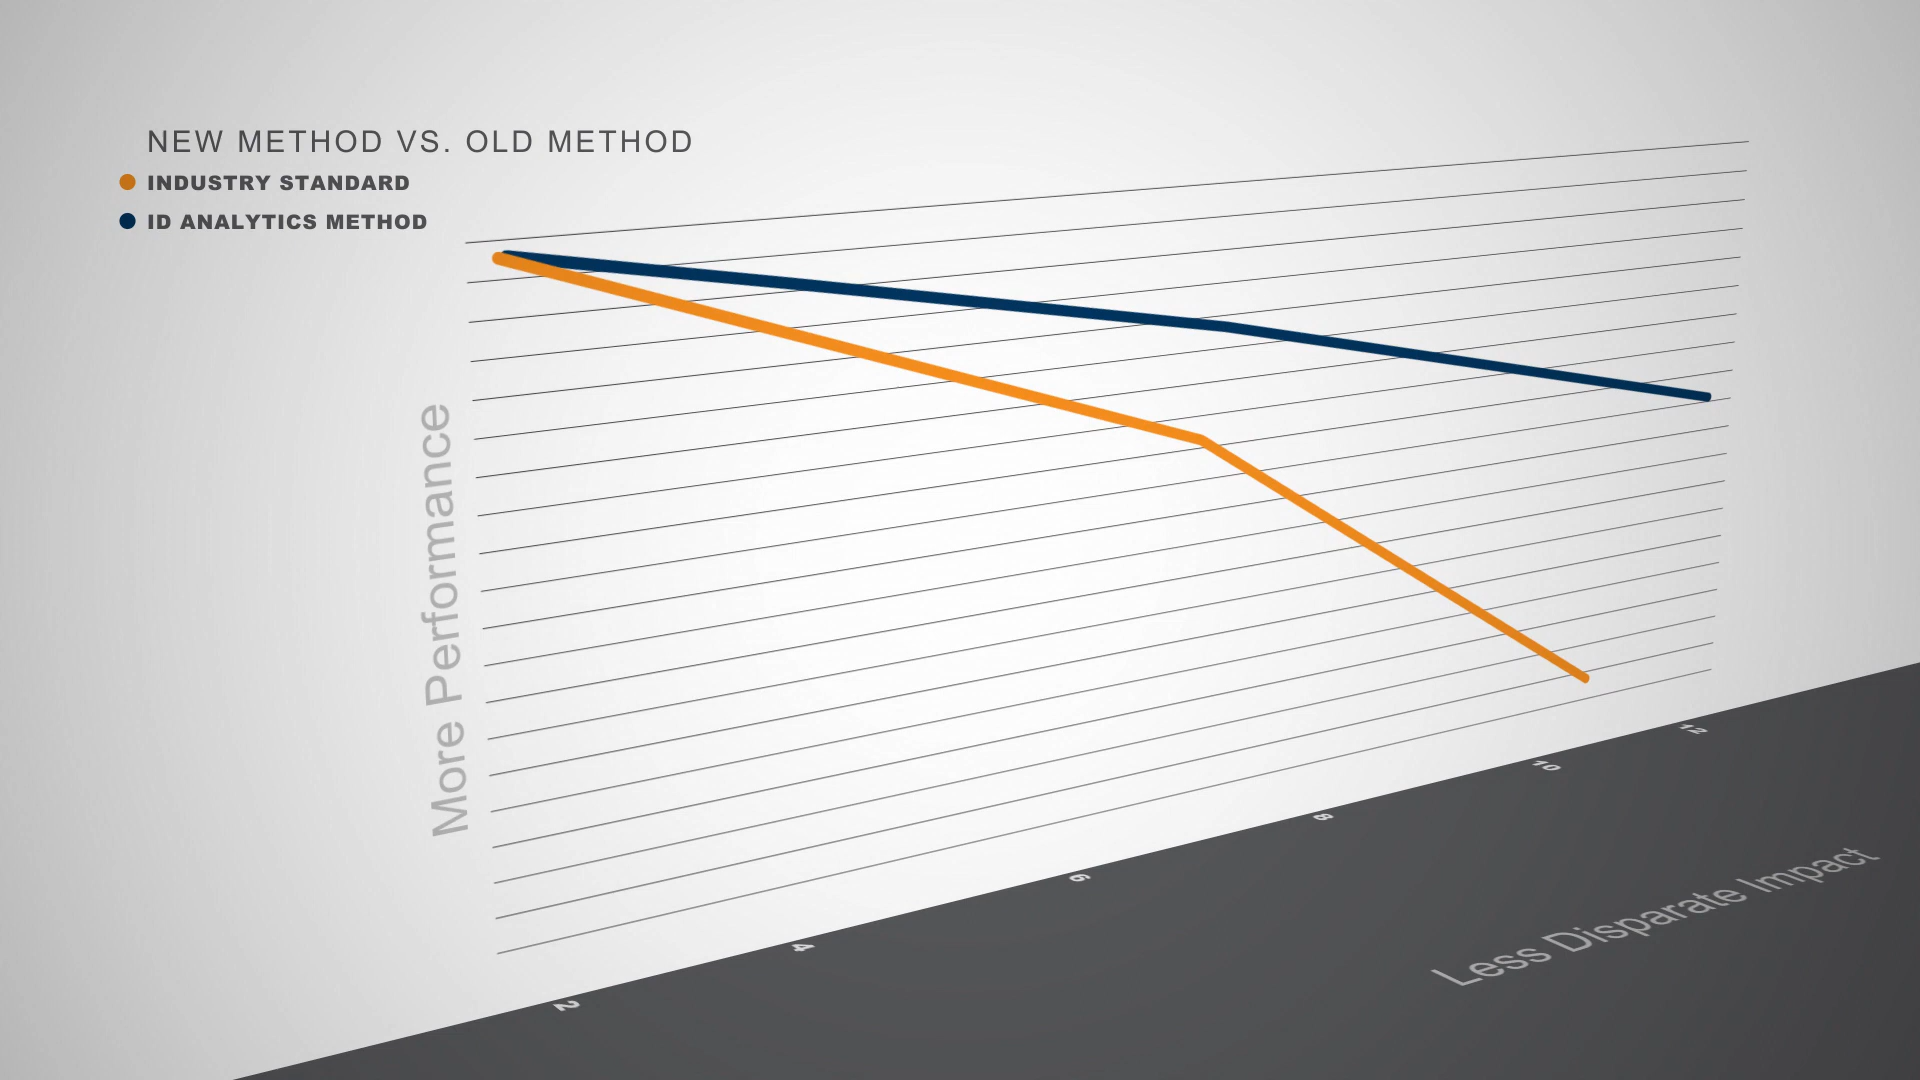 NEW METHOD VS. OLD METHOD
INDUSTRY STANDARD
ID ANALYTICS METHOD
More Performance
2
4
6
8
10
12
Less Disparate Impact